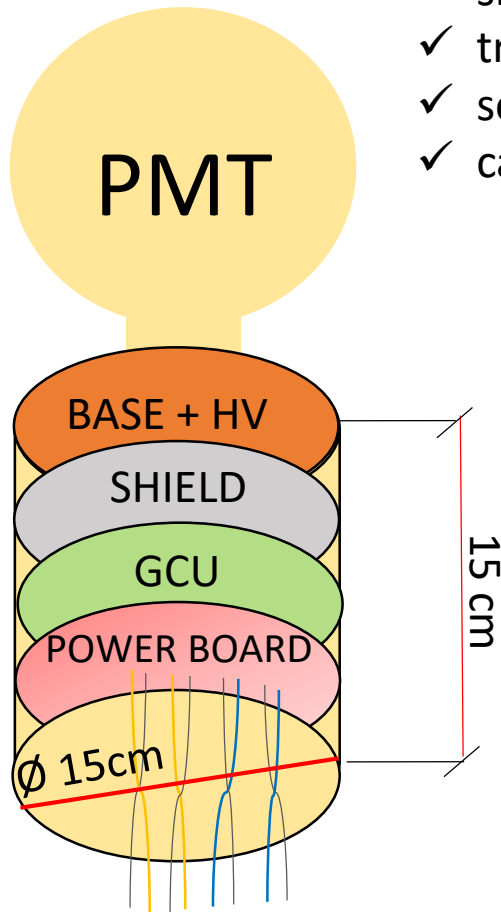 PMT
BASE + HV
SHIELD
GCU
POWER BOARD
Ø 15cm
15 cm